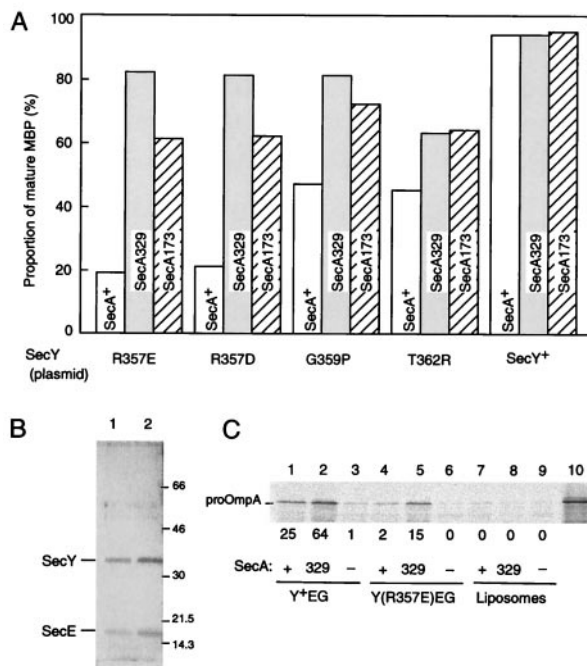 A
Proportion of mature MBP (%)
100
80
60
40
20
0
SecA+ SecA329 SecA173
SecA+ SecA329 SecA173
SecA+ SecA329 SecA173
SecA+ SecA329 SecA173
SecA+ SecA329 SecA173
SecY (plasmid) R357E R357D G359P T362R SecY+
B
1 2
66
46
SecY
30
21.5
SecE
14.3
C
1 2 3 4 5 6 7 8 9 10
proOmpA
25 64 1 2 15 0 0 0 0
SecA: + 329 − + 329 − + 329 −
Y+EG Y(R357E)EG Liposomes